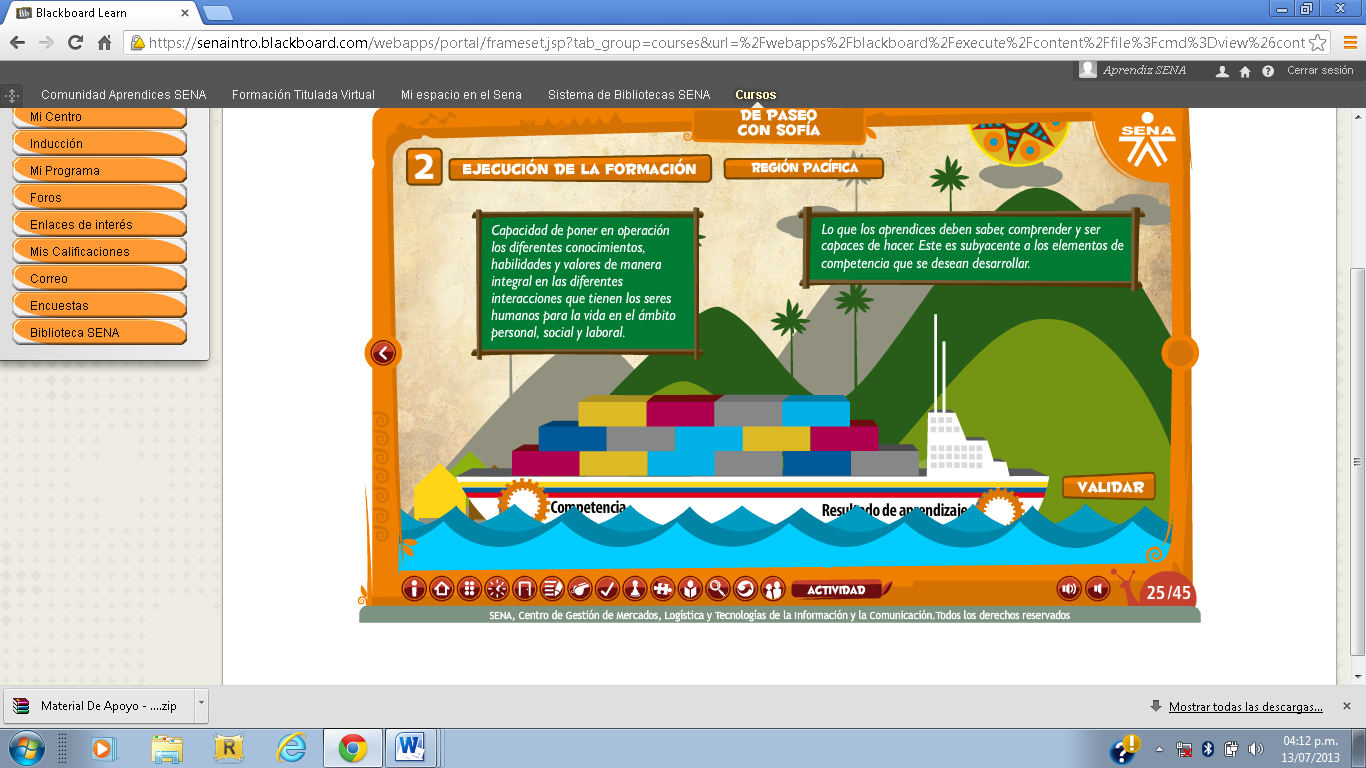 Blackboard Learn
https://senaintro.blackboard.com/webapps/portal/frameset.jsp?tab_group=courses&url=%2Fwebapps%2Fblackboard%2Fexecute%2Fcontent%2Ffile%3Fcmd%3Dview%26cont
Aprendiz SENA
Cerrar sesión
Comunidad Aprendices SENA Formación Titulada Virtual Mi espacio en el Sena Sistema de Bibliotecas SENA Cursos
Mi Centro
Inducción
Mi Programa
Foros
Enlaces de interés
Mis Calificaciones
Correo
Encuestas
Biblioteca SENA
DE PASEO
CON SOFÍA
SENA
2 EJECUCIÓN DE LA FORMACIÓN REGIÓN PACÍFICA
Capacidad de poner en operación
los diferentes conocimientos,
habilidades y valores de manera
integral en las diferentes
interacciones que tienen los seres
humanos para la vida en el ámbito
personal, social y laboral.
Lo que los aprendices deben saber, comprender y ser
capaces de hacer. Este es subyacente a los elementos de
competencia que se desean desarrollar.
VALIDAR
Competencia
Resultado de aprendizaje
ACTIVIDAD
25/45
SENA, Centro de Gestión de Mercados, Logística y Tecnologías de la Información y la Comunicación.Todos los derechos reservados
Material De Apoyo - ....zip
Mostrar todas las descargas...
04:12 p.m.
13/07/2013